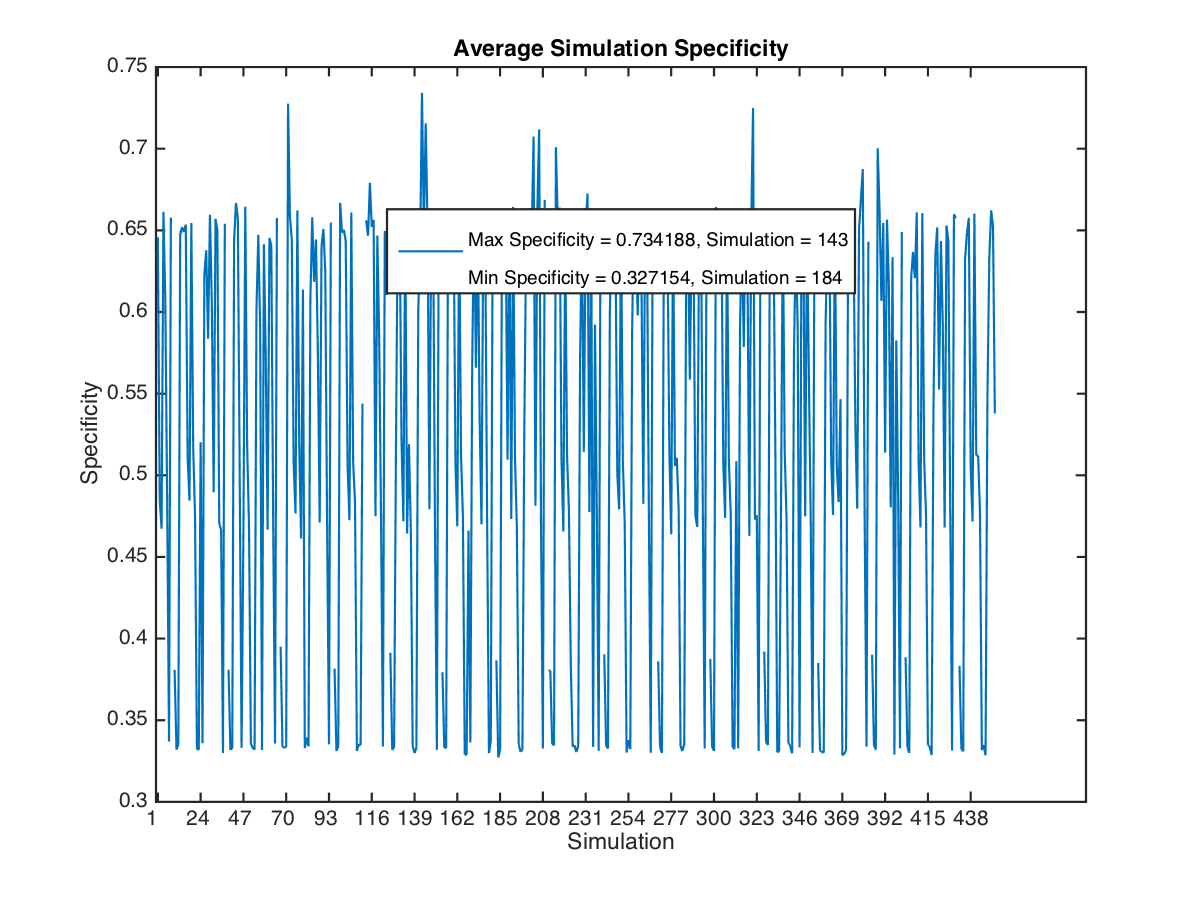 Average Simulation Specificity
0.75
0.7
0.65
0.6
0.55
0.5
0.45
0.4
0.35
0.3
Specificity
Max Specificity = 0.734188, Simulation = 143
Min Specificity = 0.327154, Simulation = 184
1 24 47 70 93 116 139 162 185 208 231 254 277 300 323 346 369 392 415 438
Simulation